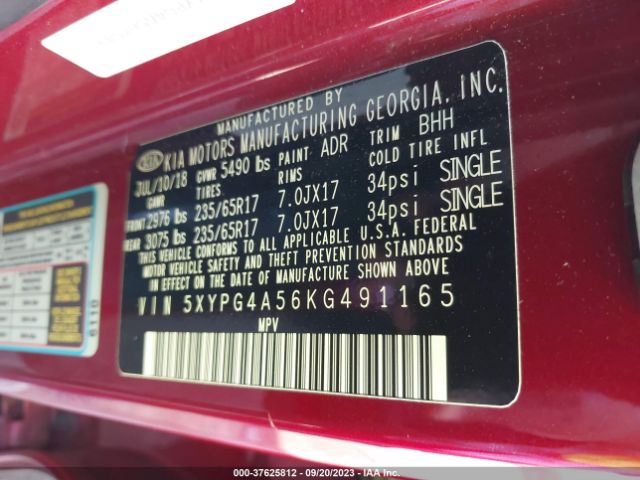 MANUFACTURED BY
KIA KIA MOTORS MANUFACTURING GEORGIA, INC.
JUL/10/18 GVWR 5490 lbs PAINT ADR TRIM BHH
GAWR TIRES RIMS COLD TIRE INFL
FRONT 2976 lbs 235/65R17 7.0JX17 34psi SINGLE
REAR 3075 lbs 235/65R17 7.0JX17 34psi SINGLE
THIS VEHICLE CONFORMS TO ALL APPLICABLE U.S.A. FEDERAL
MOTOR VEHICLE SAFETY AND THEFT PREVENTION STANDARDS
IN EFFECT ON THE DATE OF MANUFACTURE SHOWN ABOVE
VIN 5XYPG4A56KG491165
MPV
6110
000-37625812 - 09/20/2023 - IAA Inc.